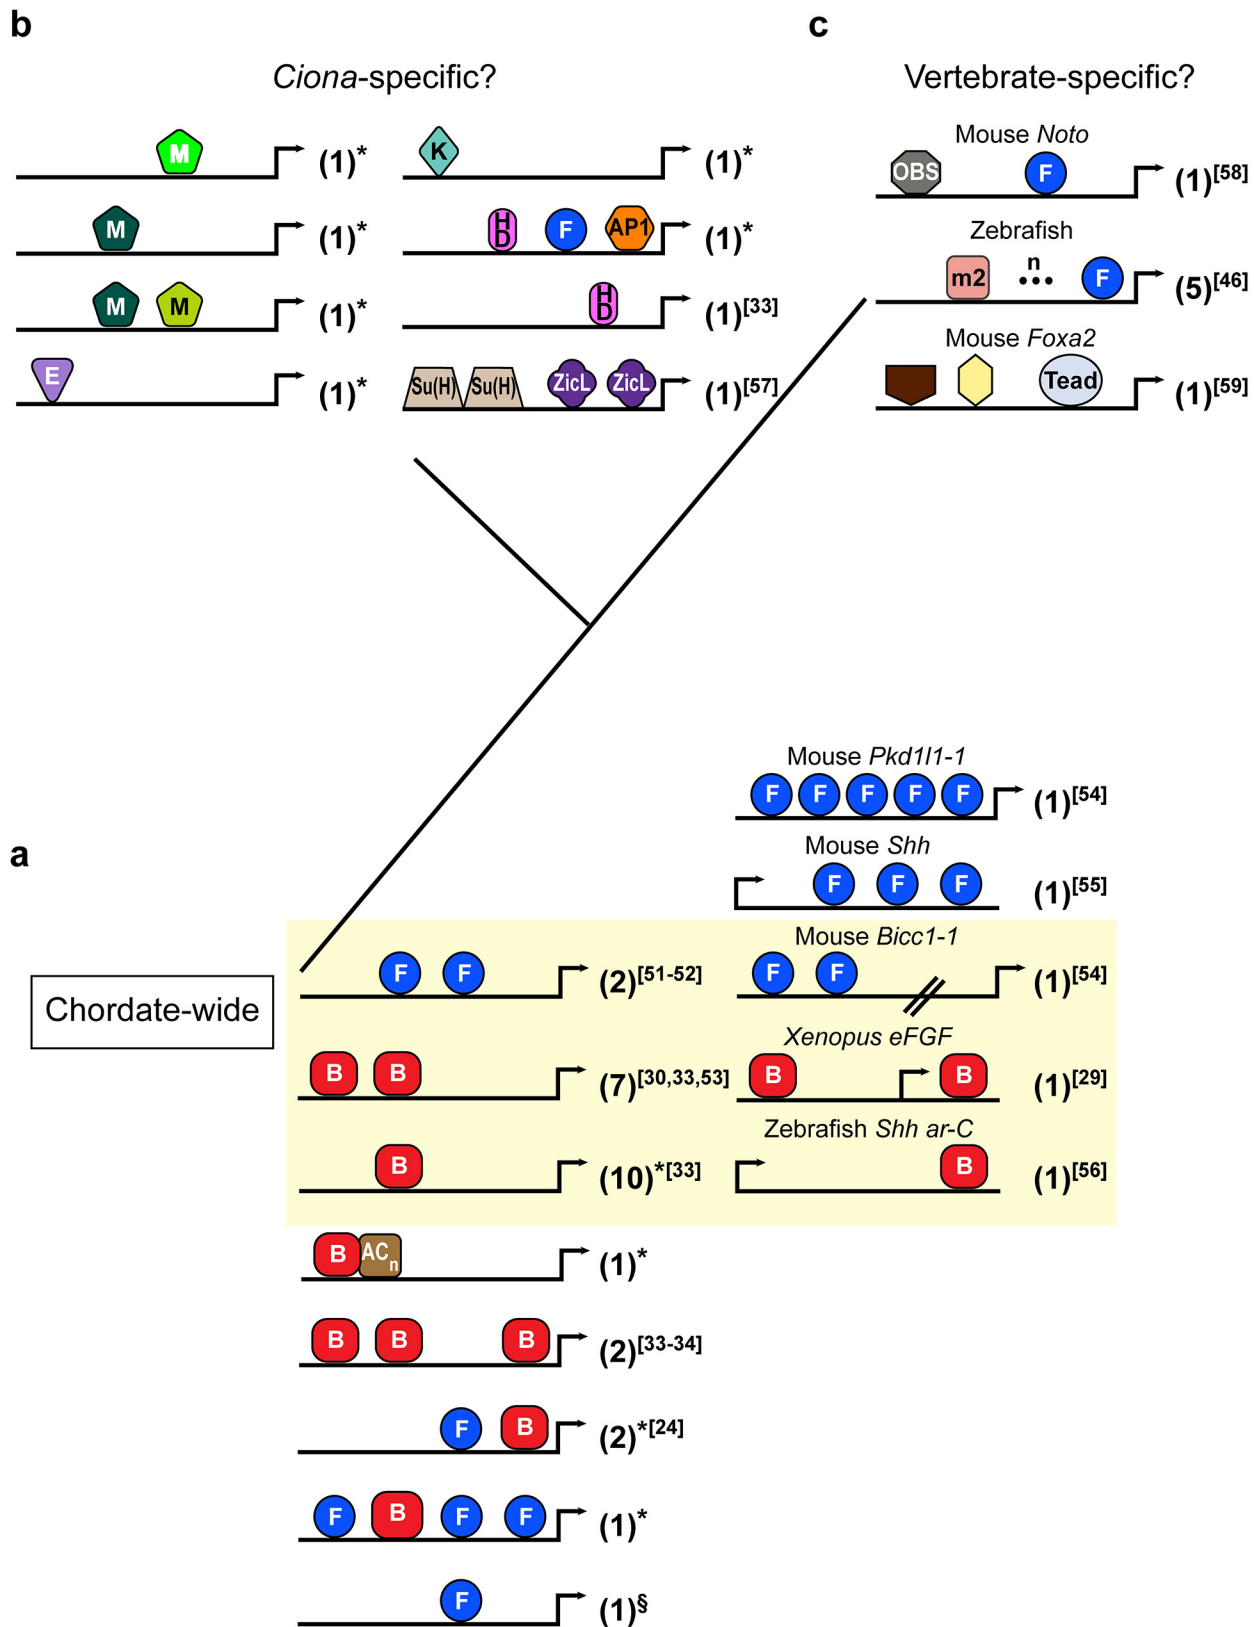 b
Ciona-specific?
M (1)*
K (1)*
M (1)*
H D F AP1 (1)*
M M (1)*
H D (1)[33]
E (1)*
Su(H) Su(H) ZicL ZicL (1)[57]
c
Vertebrate-specific?
Mouse Noto
OBS F (1)[58]
Zebrafish
m2 n ••• F (5)[46]
Mouse Foxa2
Tead (1)[59]
a
Chordate-wide
F F (2)[51-52]
B B (7)[30,33,53]
B (10)*[33]
B ACn (1)*
B B B (2)[33-34]
F B (2)*[24]
F B F F (1)*
F (1)§
Mouse Pkd1l1-1
F F F F F (1)[54]
Mouse Shh
F F F (1)[55]
Mouse Bicc1-1
F F (1)[54]
Xenopus eFGF
B B (1)[29]
Zebrafish Shh ar-C
B (1)[56]